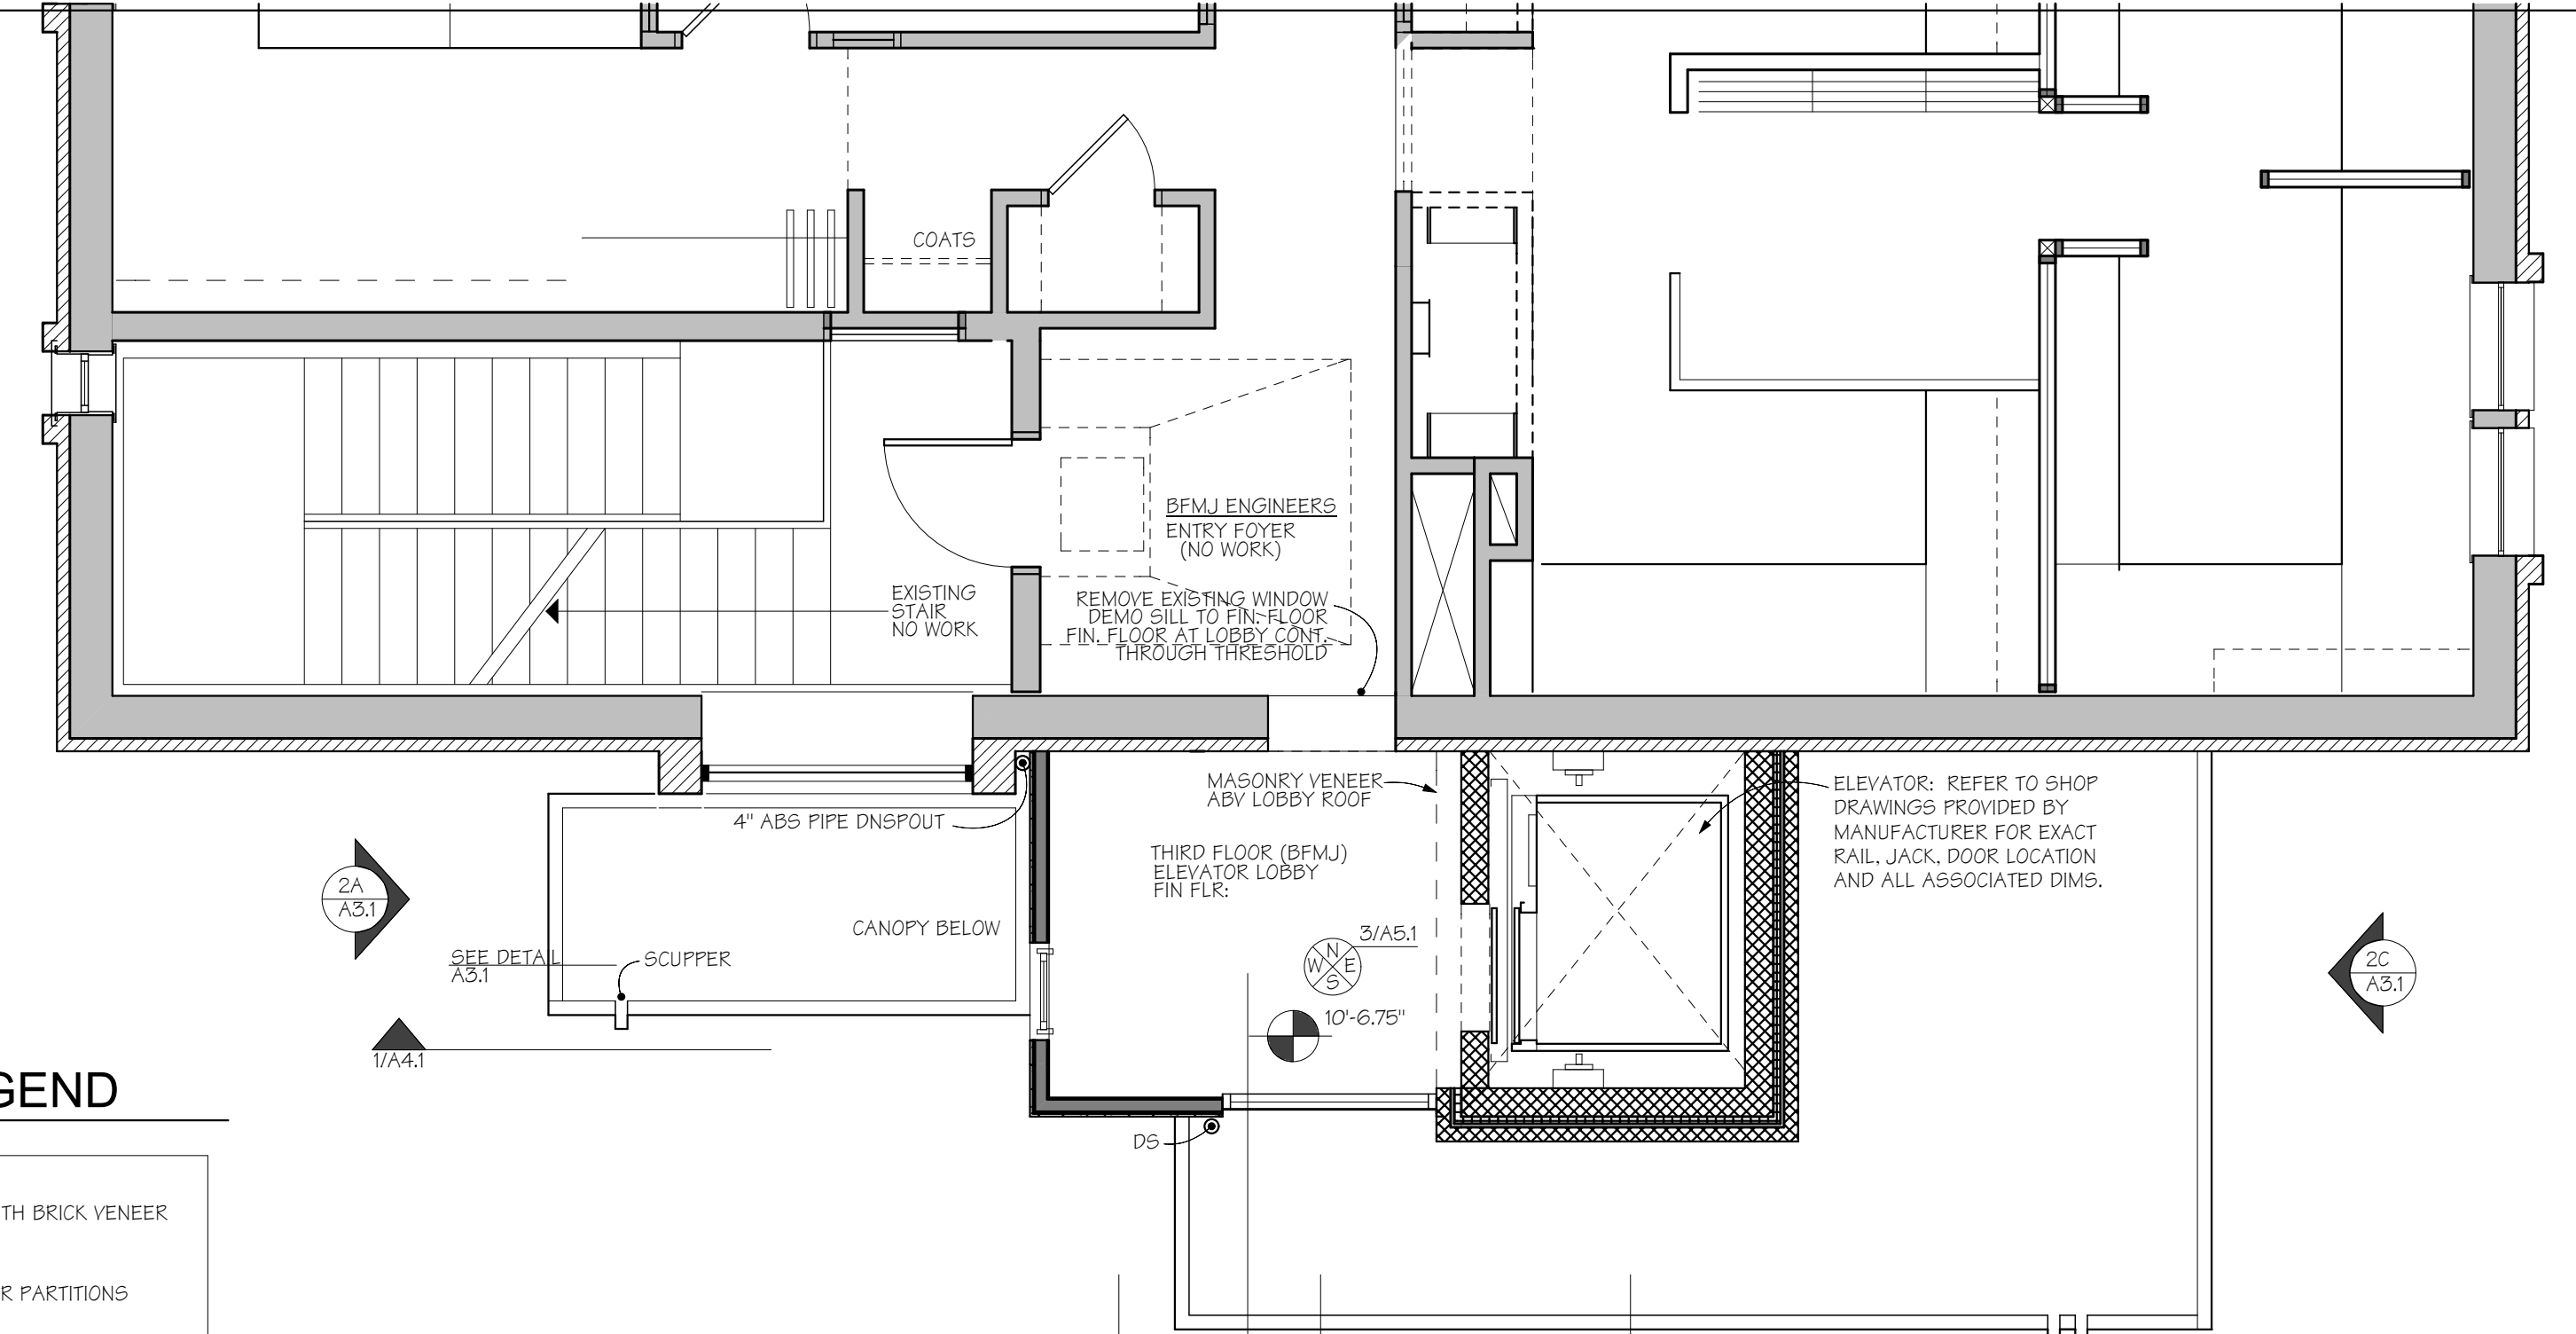 COATS
BFMJ ENGINEERS
ENTRY FOYER
(NO WORK)
EXISTING
STAIR
NO WORK
REMOVE EXISTING WINDOW
DEMO SILL TO FIN. FLOOR
FIN. FLOOR AT LOBBY CONT.
THROUGH THRESHOLD
MASONRY VENEER
ABV LOBBY ROOF
ELEVATOR: REFER TO SHOP
DRAWINGS PROVIDED BY
MANUFACTURER FOR EXACT
RAIL, JACK, DOOR LOCATION
AND ALL ASSOCIATED DIMS.
4" ABS PIPE DNSPOUT
THIRD FLOOR (BFMJ)
ELEVATOR LOBBY
FIN FLR:
2A
A3.1
CANOPY BELOW
SEE DETAIL
A3.1
SCUPPER
3/A5.1
N
W E
S
2C
A3.1
10'-6.75"
1/A4.1
GEND
DS
TH BRICK VENEER
R PARTITIONS